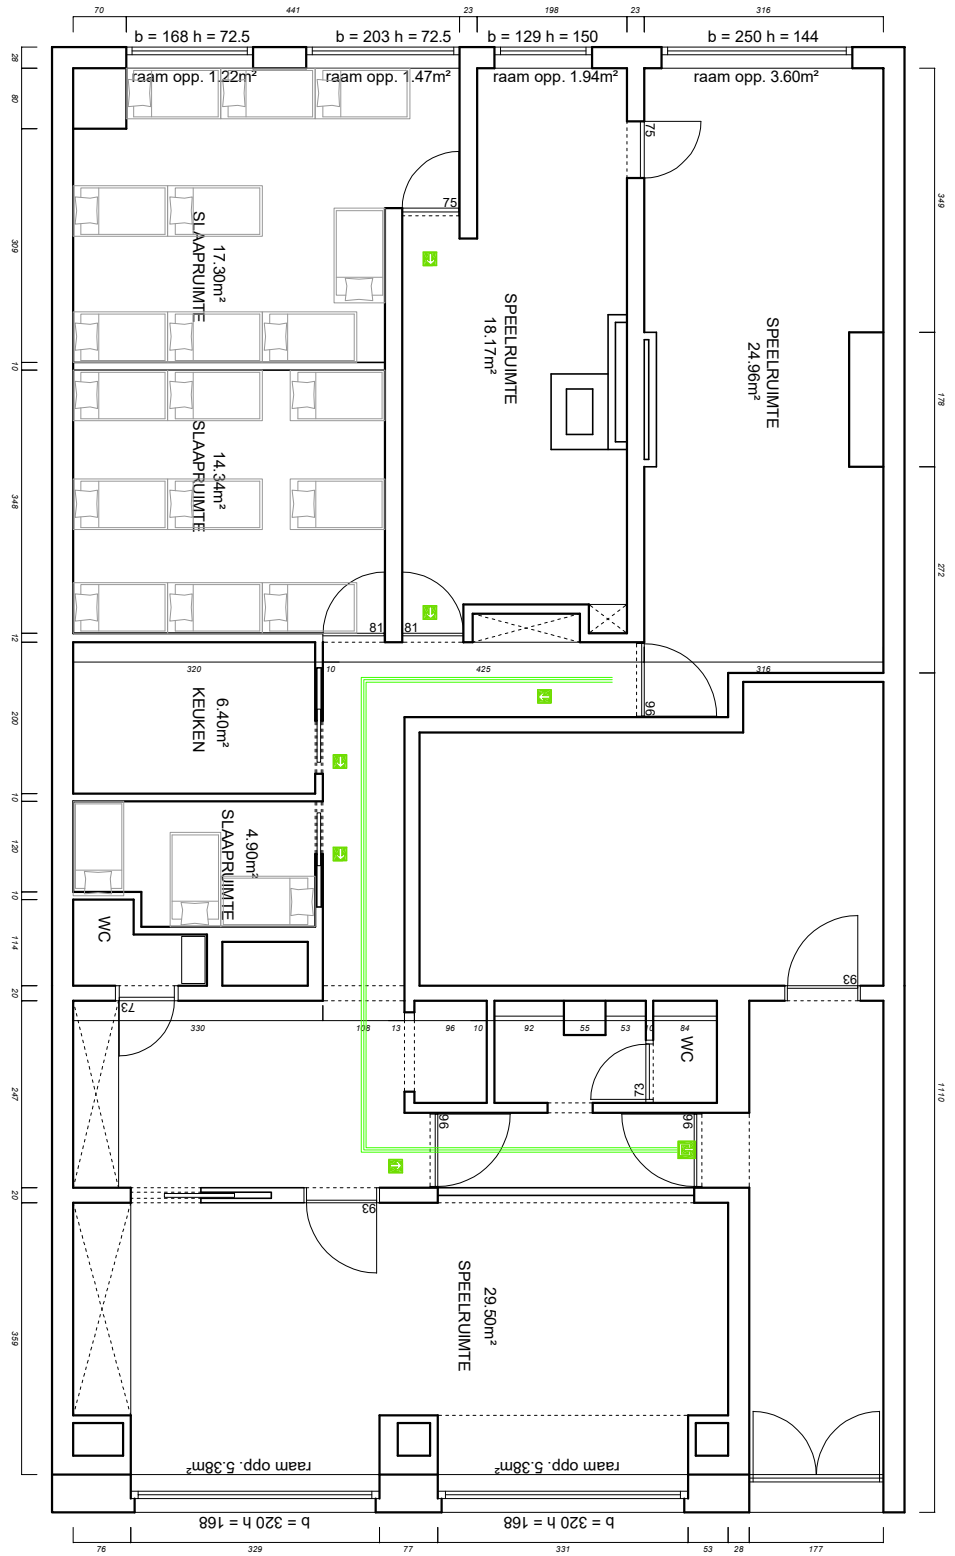 70
441
23
198
23
316
b = 168 h = 72.5
b = 203 h = 72.5
b = 129 h = 150
b = 250 h = 144
raam opp. 1.22m²
raam opp. 1.47m²
raam opp. 1.94m²
raam opp. 3.60m²
28
80
309
10
348
12
200
10
120
10
114
20
247
20
359
349
178
272
1110
75
75
17.30m²
SLAAPRUIMTE
SPEELRUIMTE
18.17m²
SPEELRUIMTE
24.96m²
14.34m²
SLAAPRUIMTE
81
81
320
10
425
316
96
6.40m²
KEUKEN
4.90m²
SLAAPRUIMTE
WC
73
93
330
108
13
96
10
92
55
53
10
84
WC
73
96
96
93
29.50m²
SPEELRUIMTE
raam opp. 5.38m²
raam opp. 5.38m²
b = 320 h = 168
b = 320 h = 168
76
329
77
331
53
28
177